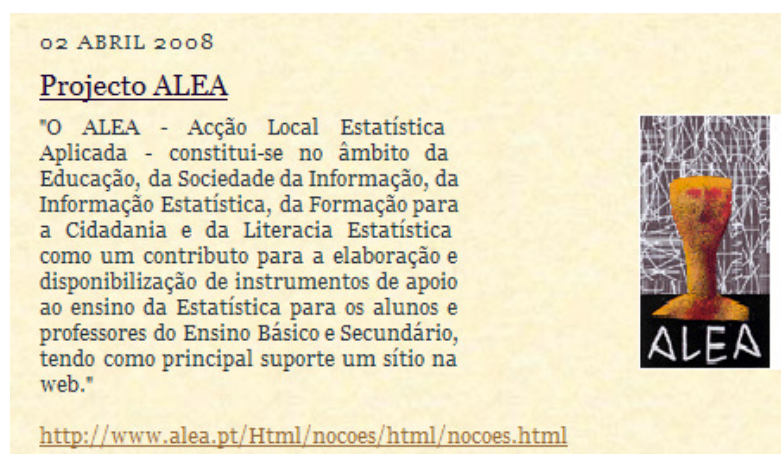 02 ABRIL 2008
Projecto ALEA
"O ALEA - Acção Local Estatística
Aplicada - constitui-se no âmbito da
Educação, da Sociedade da Informação, da
Informação Estatística, da Formação para
a Cidadania e da Literacia Estatística
como um contributo para a elaboração e
disponibilização de instrumentos de apoio
ao ensino da Estatística para os alunos e
professores do Ensino Básico e Secundário,
tendo como principal suporte um sítio na
web."
ALEA
http://www.alea.pt/Html/nocoes/html/nocoes.html